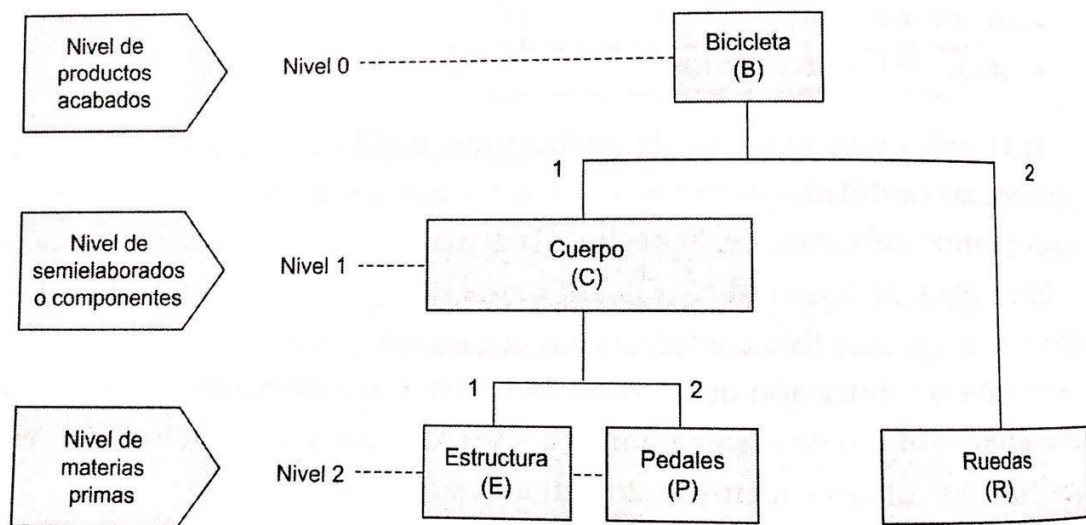 Nivel de
productos
acabados
Nivel 0
Bicicleta
(B)
1
2
Nivel de
semielaborados
o componentes
Nivel 1
Cuerpo
(C)
1
2
Nivel de
materias
primas
Nivel 2
Estructura
(E)
Pedales
(P)
Ruedas
(R)